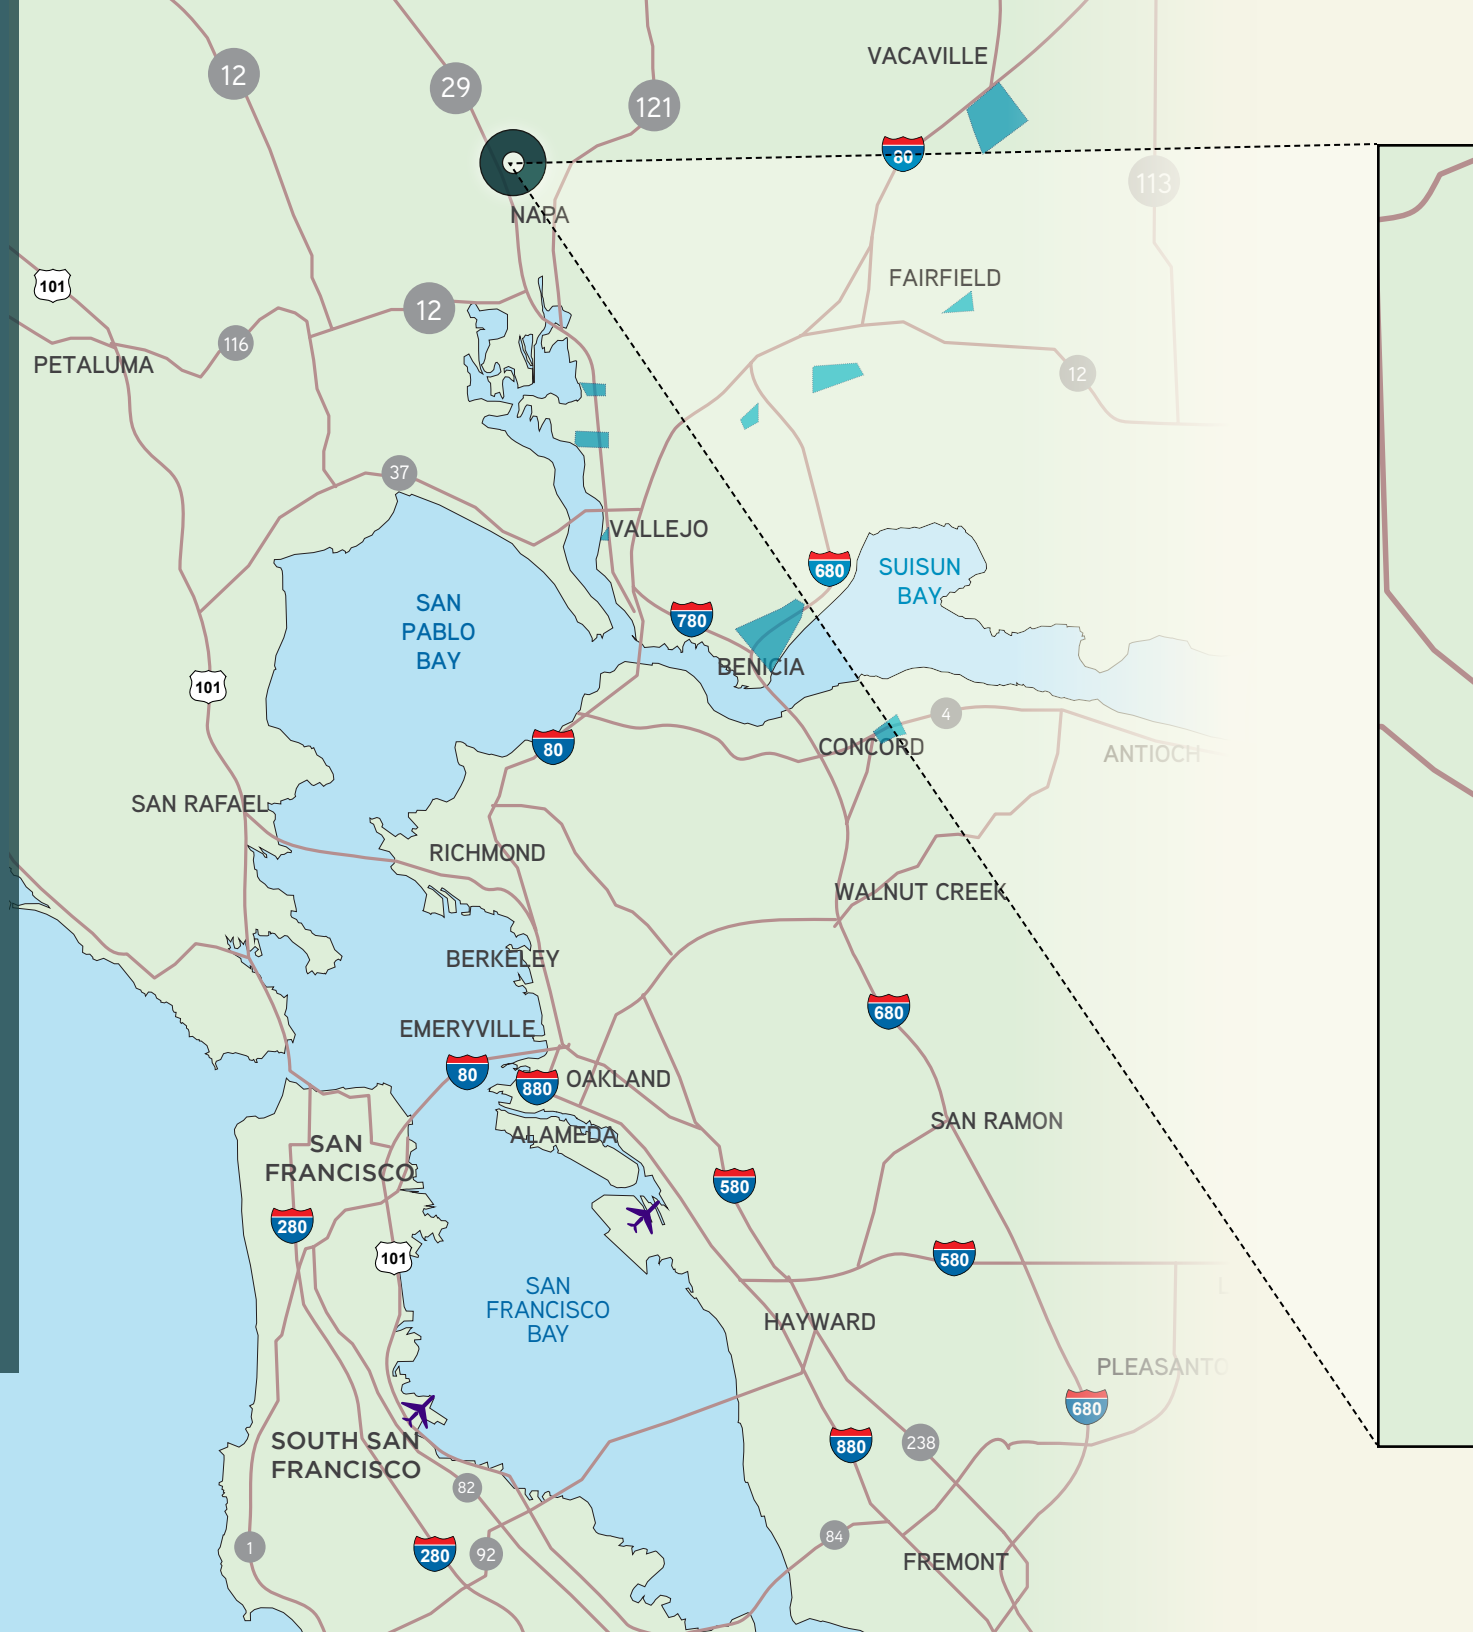 VACAVILLE
12
29
121
80
113
NAPA
FAIRFIELD
101
12
116
PETALUMA
12
37
VALLEJO
680
SUISUN
BAY
SAN
PABLO
BAY
780
BENICIA
101
4
80
CONCORD
ANTIOCH
SAN RAFAEL
RICHMOND
WALNUT CREEK
BERKELEY
680
EMERYVILLE
80
880
OAKLAND
SAN RAMON
ALAMEDA
SAN
FRANCISCO
580
280
101
580
SAN
FRANCISCO
BAY
L
HAYWARD
PLEASANTO
680
SOUTH SAN
FRANCISCO
880
238
82
84
1
280
92
FREMONT